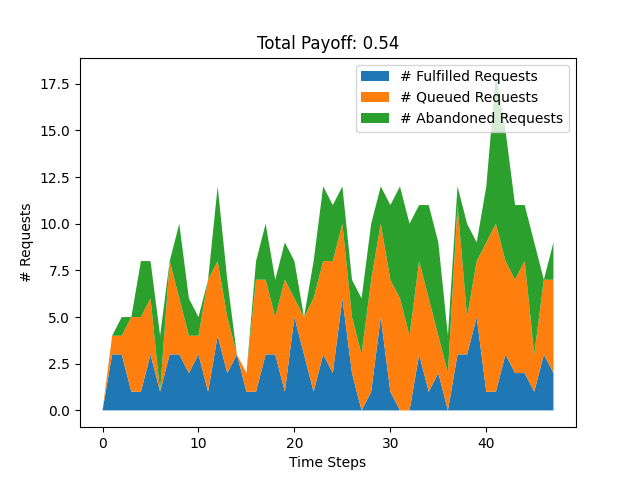 Total Payoff: 0.54
# Fulfilled Requests
# Queued Requests
# Abandoned Requests
17.5
15.0
12.5
10.0
7.5
5.0
2.5
0.0
# Requests
0 10 20 30 40
Time Steps